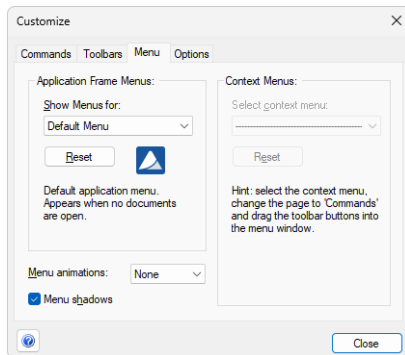 Customize
Commands Toolbars Menu Options
Application Frame Menus:
Show Menus for:
Default Menu
Reset
Default application menu.
Appears when no documents
are open.
Context Menus:
Select context menu:
Reset
Hint: select the context menu,
change the page to 'Commands'
and drag the toolbar buttons into
the menu window.
Menu animations: None
Menu shadows
Close